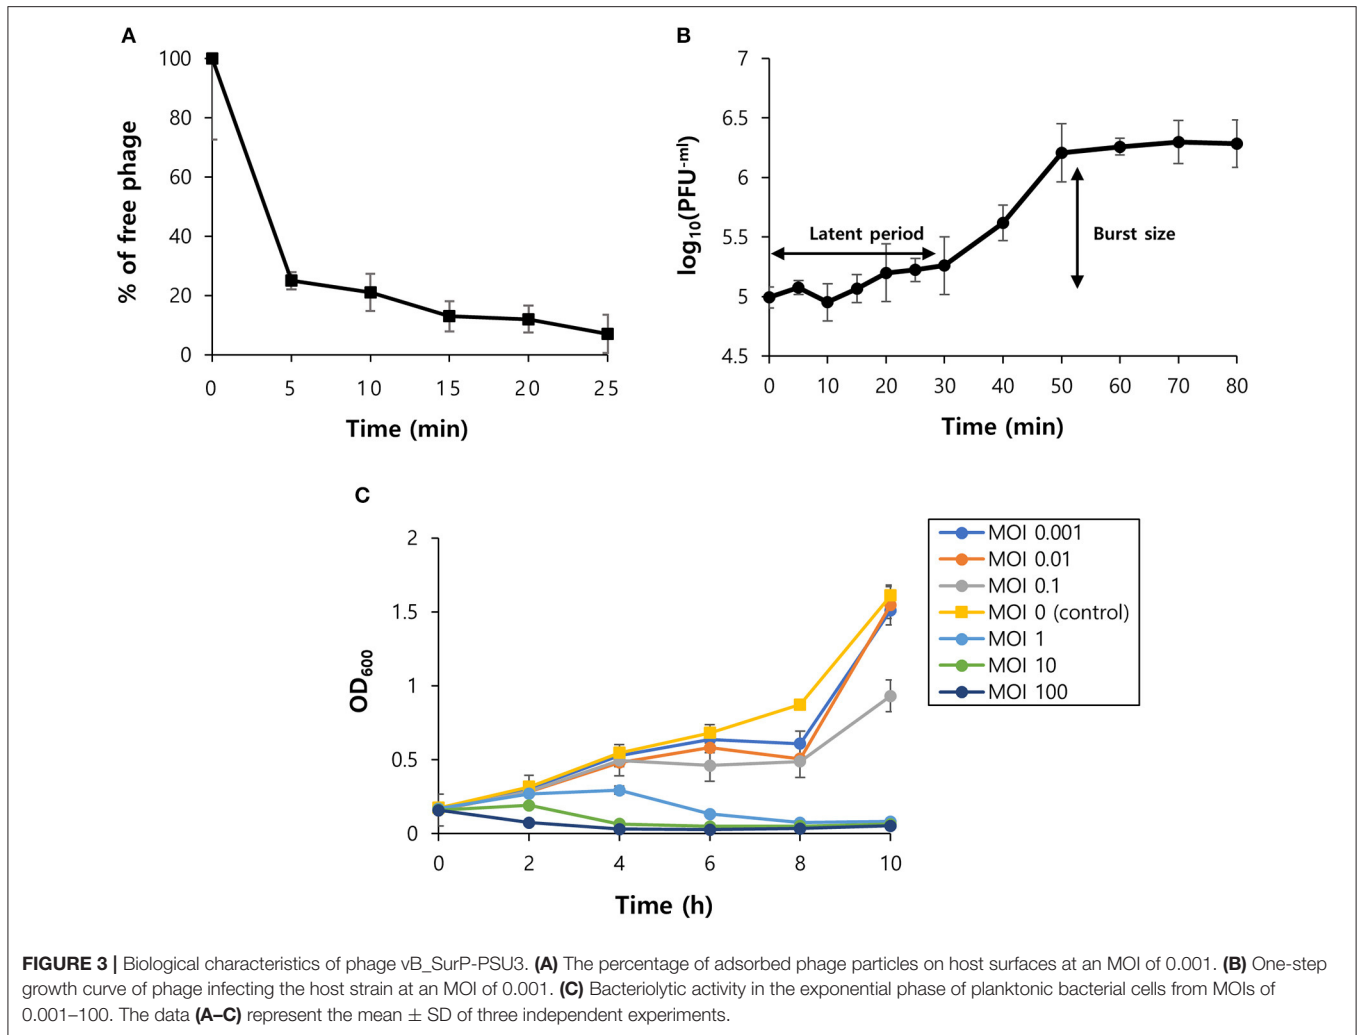 A
B
100
80
60
40
20
0
% of free phage
0 5 10 15 20 25
Time (min)
7
6.5
6
5.5
5
4.5
log₁₀(PFU⁻ᵐˡ)
Latent period
Burst size
0 10 20 30 40 50 60 70 80
Time (min)
C
2
1.5
1
0.5
0
OD₆₀₀
0 2 4 6 8 10
Time (h)
MOI 0.001
MOI 0.01
MOI 0.1
MOI 0 (control)
MOI 1
MOI 10
MOI 100
FIGURE 3 | Biological characteristics of phage vB_SurP-PSU3. (A) The percentage of adsorbed phage particles on host surfaces at an MOI of 0.001. (B) One-step
growth curve of phage infecting the host strain at an MOI of 0.001. (C) Bacteriolytic activity in the exponential phase of planktonic bacterial cells from MOIs of
0.001–100. The data (A–C) represent the mean ± SD of three independent experiments.